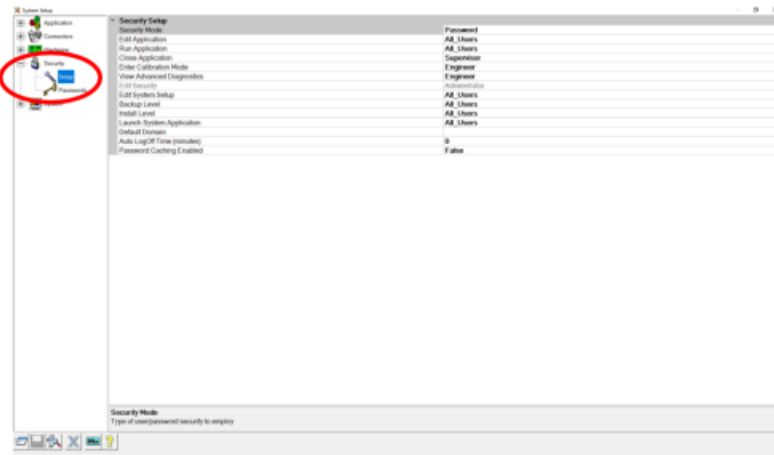 System Setup
Application
Connectors
Hardware
Security
Setup
Passwords
System
Security Setup
Security Mode Password
Edit Application All_Users
Run Application All_Users
Close Application Supervisor
Enter Calibration Mode Engineer
View Advanced Diagnostics Engineer
Edit Security Administrator
Edit System Setup All_Users
Backup Level All_Users
Install Level All_Users
Launch System Application All_Users
Default Domain
Auto LogOff Time (minutes) 0
Password Caching Enabled False
Security Mode
Type of user/password security to employ